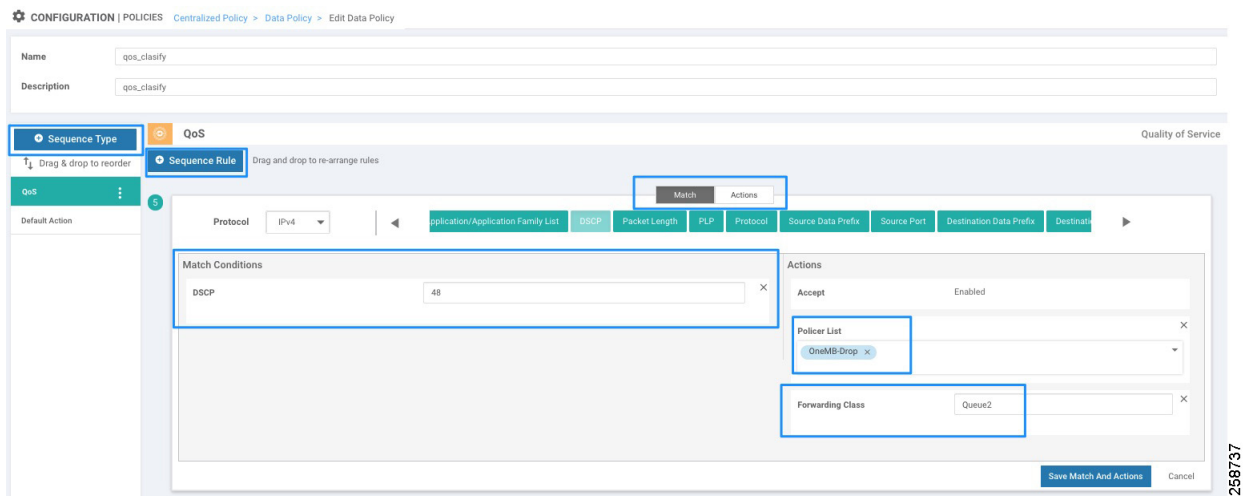 CONFIGURATION | POLICIES Centralized Policy > Data Policy > Edit Data Policy
Name qos_clasify
Description qos_clasify
Sequence Type
QoS
Quality of Service
Drag & drop to reorder
Sequence Rule
Drag and drop to re-arrange rules
QoS
Default Action
5
Match Actions
Protocol IPv4
pplication/Application Family List DSCP Packet Length PLP Protocol Source Data Prefix Source Port Destination Data Prefix Destinati
Match Conditions
DSCP 48
Actions
Accept Enabled
Policer List
OneMB-Drop ×
Forwarding Class Queue2
Save Match And Actions Cancel
258737